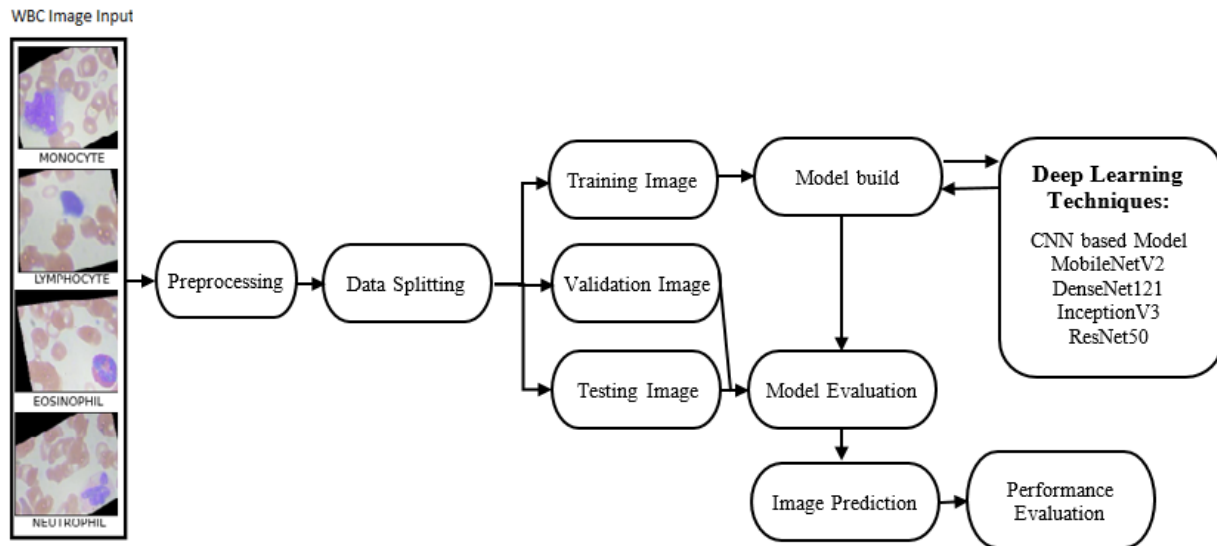 WBC Image Input
MONOCYTE
LYMPHOCYTE
EOSINOPHIL
NEUTROPHIL
Preprocessing
Data Splitting
Training Image
Validation Image
Testing Image
Model build
Model Evaluation
Image Prediction
Performance
Evaluation
Deep Learning
Techniques:
CNN based Model
MobileNetV2
DenseNet121
InceptionV3
ResNet50